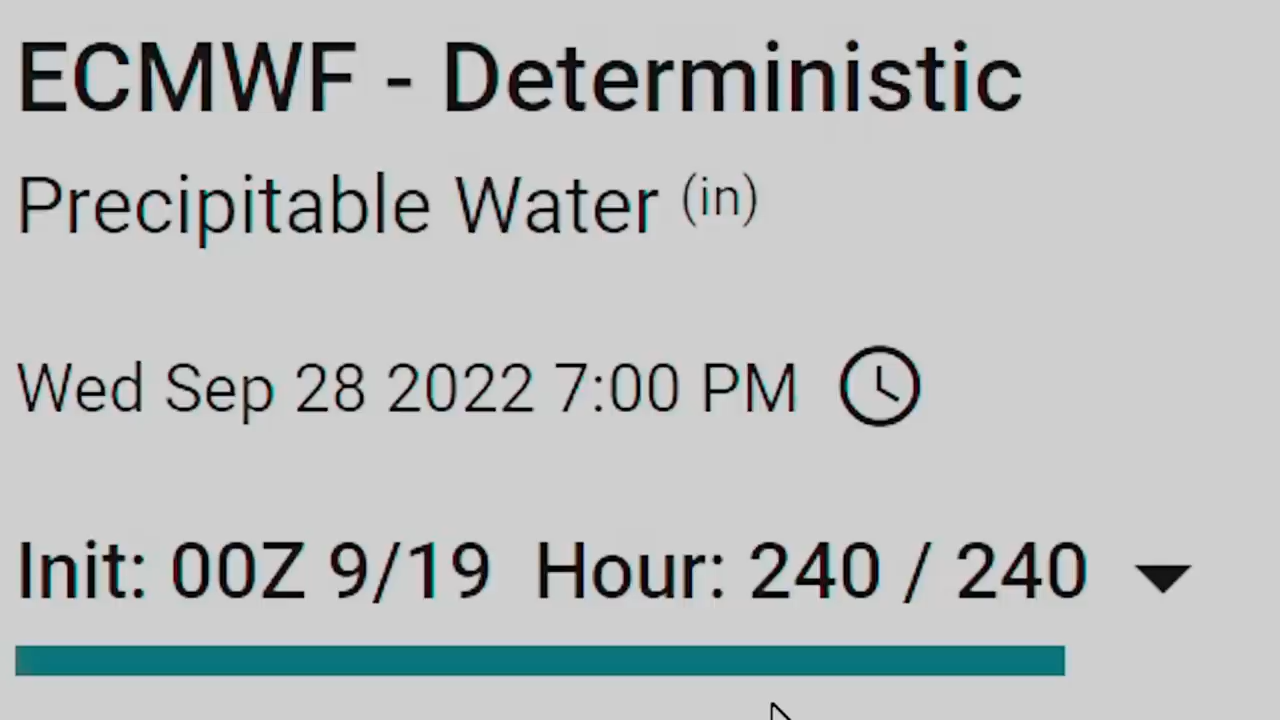 ECMWF - Deterministic
Precipitable Water (in)
Wed Sep 28 2022 7:00 PM
Init: 00Z 9/19 Hour: 240 / 240